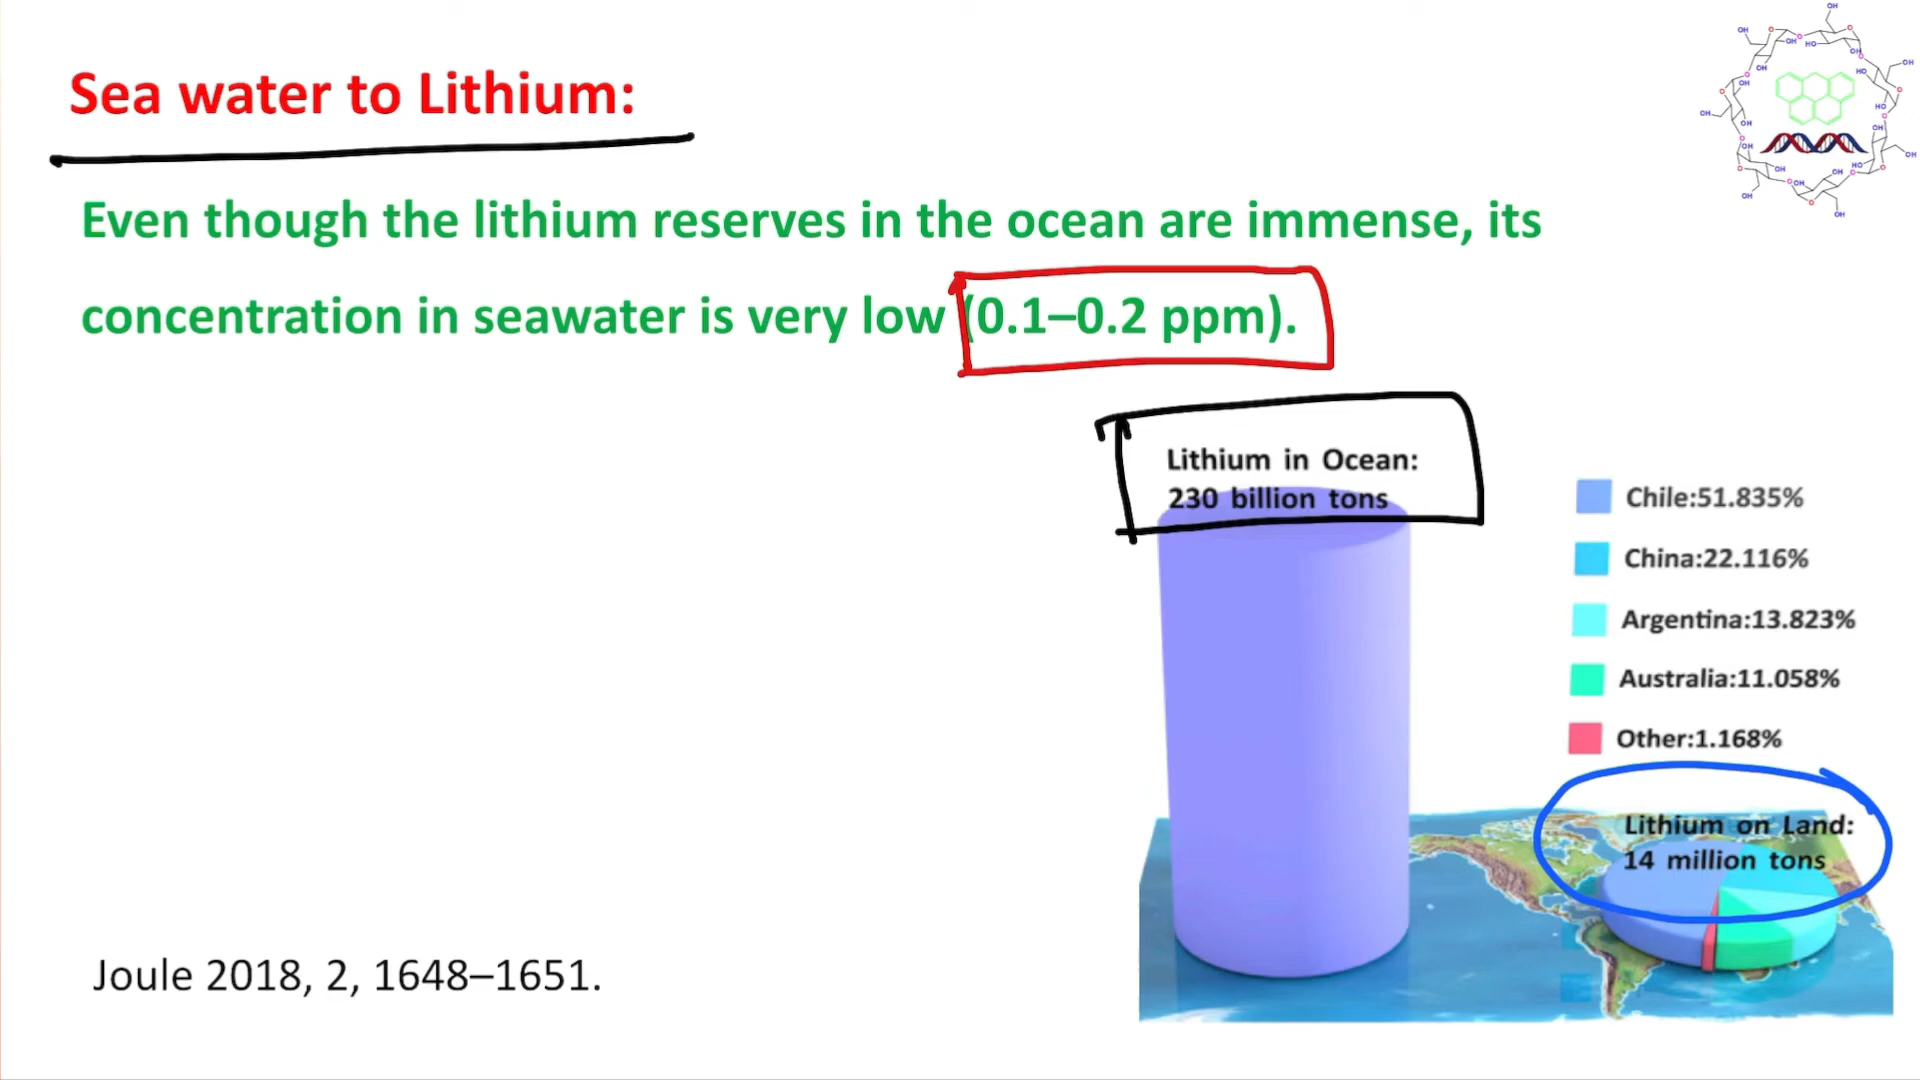 Sea water to Lithium:
Even though the lithium reserves in the ocean are immense, its
concentration in seawater is very low (0.1–0.2 ppm).
Lithium in Ocean:
230 billion tons
Chile:51.835%
China:22.116%
Argentina:13.823%
Australia:11.058%
Other:1.168%
Lithium on Land:
14 million tons
Joule 2018, 2, 1648–1651.